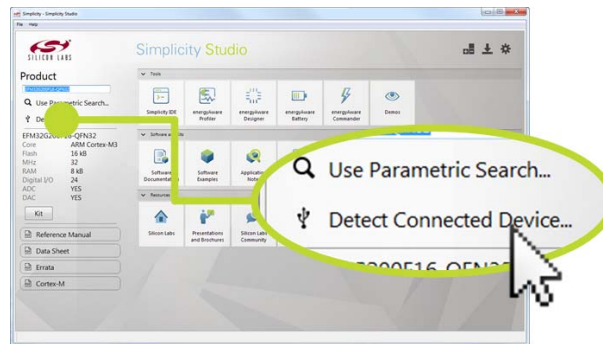 Simplicity - Simplicity Studio
File Help
SILICON LABS
Simplicity Studio
Product
Tools
Use Parametric Search...
Simplicity IDE
energyAware Profiler
energyAware Designer
energyAware Battery
energyAware Commander
Demos
EFM32G200F16-QFN32
Core ARM Cortex-M3
Flash 16 kB
MHz 32
RAM 8 kB
Digital I/O 24
ADC YES
DAC YES
Kit
Software
Software Documentation
Software Examples
Application Notes
Resources
Reference Manual
Data Sheet
Errata
Cortex-M
Silicon Labs
Presentations and Brochures
Silicon Labs Community
Use Parametric Search...
Detect Connected Device...